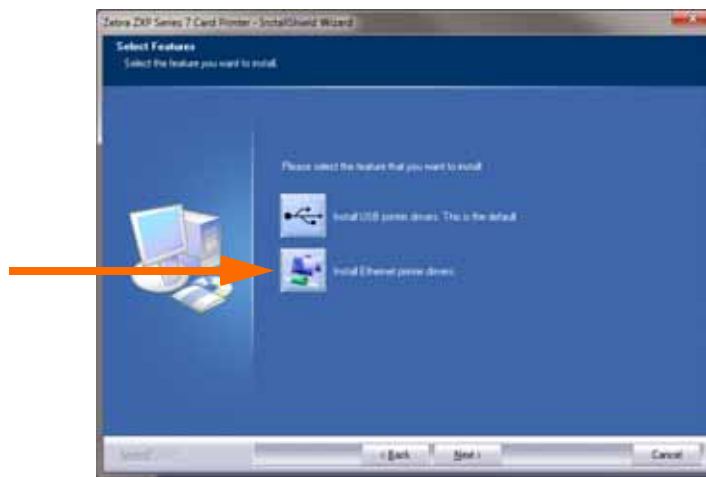 Zebra ZXP Series 7 Card Printer - InstallShield Wizard
Select Features
Select the feature you want to install.
Please select the feature that you want to install
Install USB printer drivers. This is the default
Install Ethernet printer drivers.
< Back
Next >
Cancel